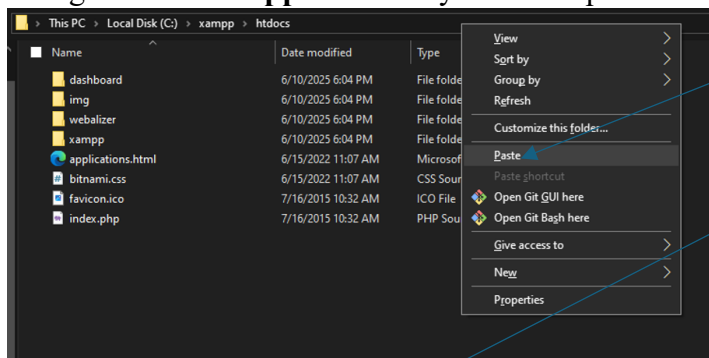 This PC > Local Disk (C:) > xampp > htdocs
Name Date modified Type
dashboard 6/10/2025 6:04 PM File folde
img 6/10/2025 6:04 PM File folde
webalizer 6/10/2025 6:04 PM File folde
xampp 6/10/2025 6:04 PM File folde
applications.html 6/15/2022 11:07 AM Microsof
bitnami.css 6/15/2022 11:07 AM CSS Sour
favicon.ico 7/16/2015 10:32 AM ICO File
index.php 7/16/2015 10:32 AM PHP Sou
View
Sort by
Group by
Refresh
Customize this folder...
Paste
Paste shortcut
Open Git GUI here
Open Git Bash here
Give access to
New
Properties